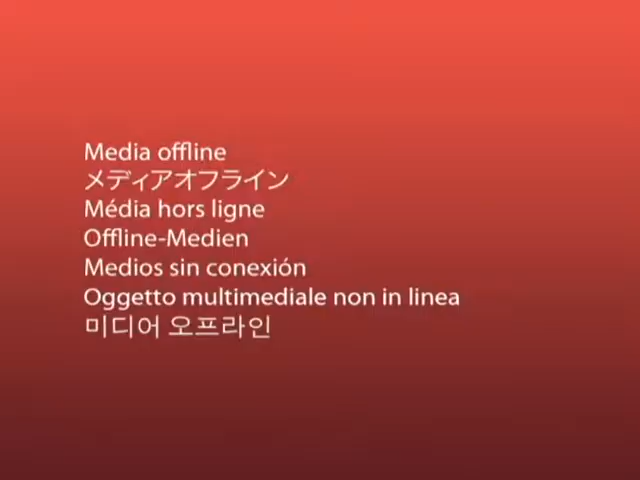 Media offline
メディアオフライン
Média hors ligne
Offline-Medien
Medios sin conexión
Oggetto multimediale non in linea
미디어 오프라인